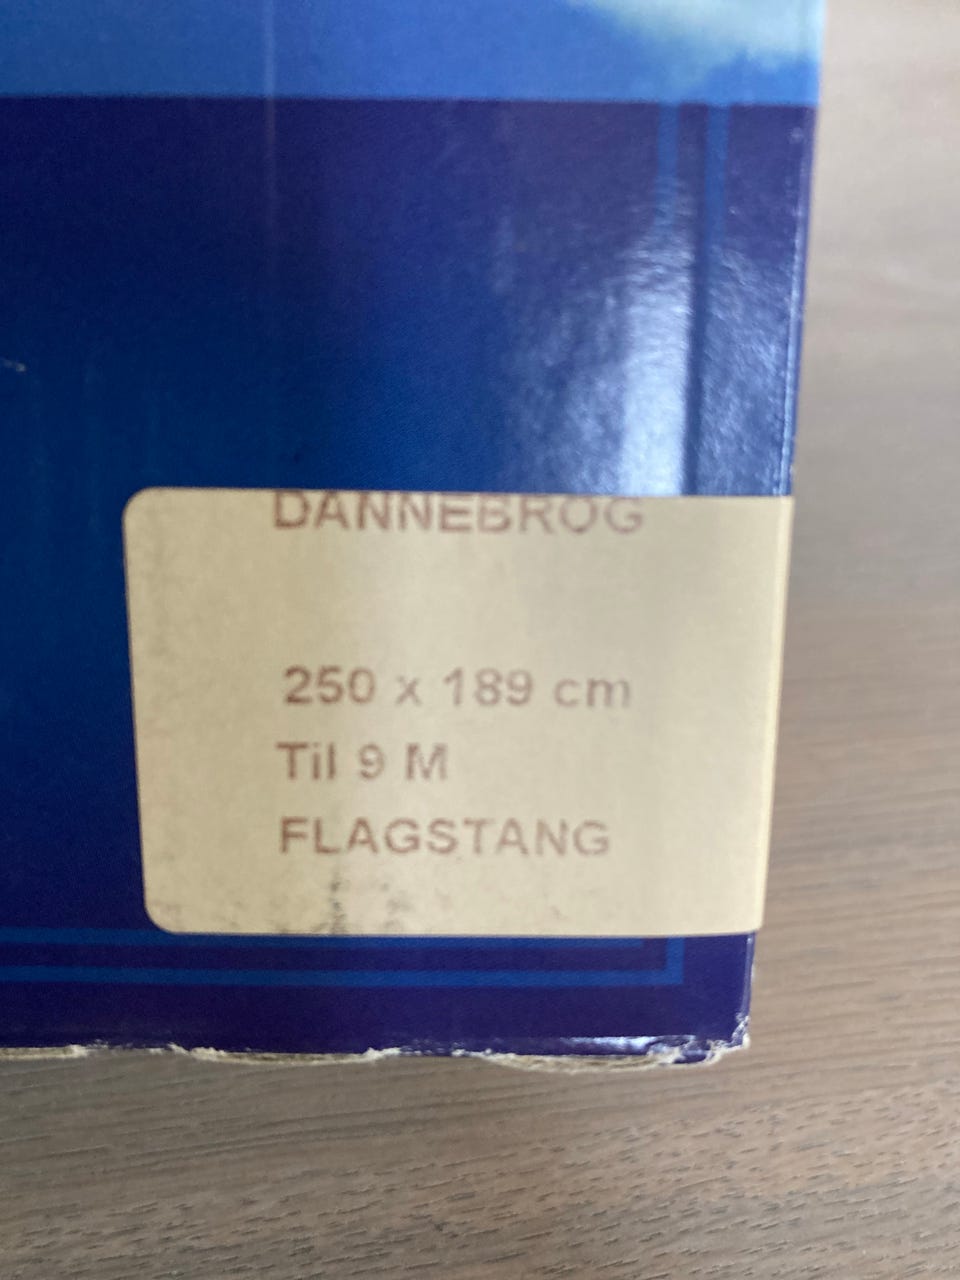 DANNEBROG
250 x 189 cm
Til 9 M
FLAGSTANG